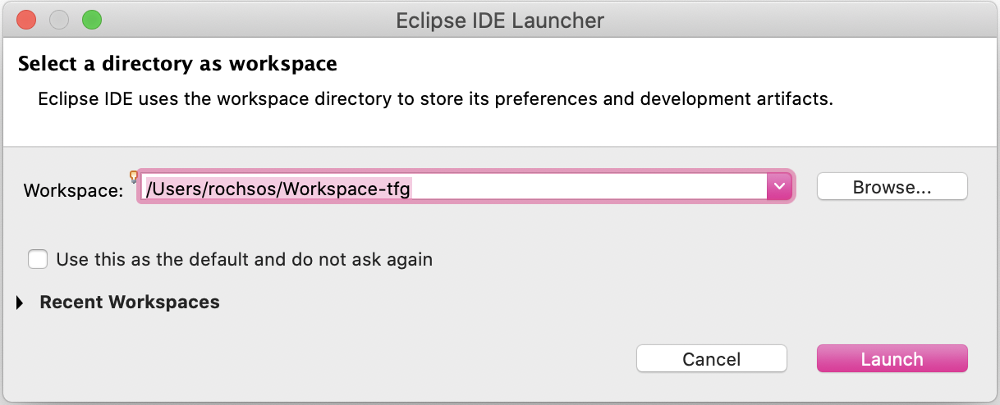 Eclipse IDE Launcher
Select a directory as workspace
Eclipse IDE uses the workspace directory to store its preferences and development artifacts.
Workspace: /Users/rochsos/Workspace-tfg Browse...
Use this as the default and do not ask again
Recent Workspaces
Cancel Launch